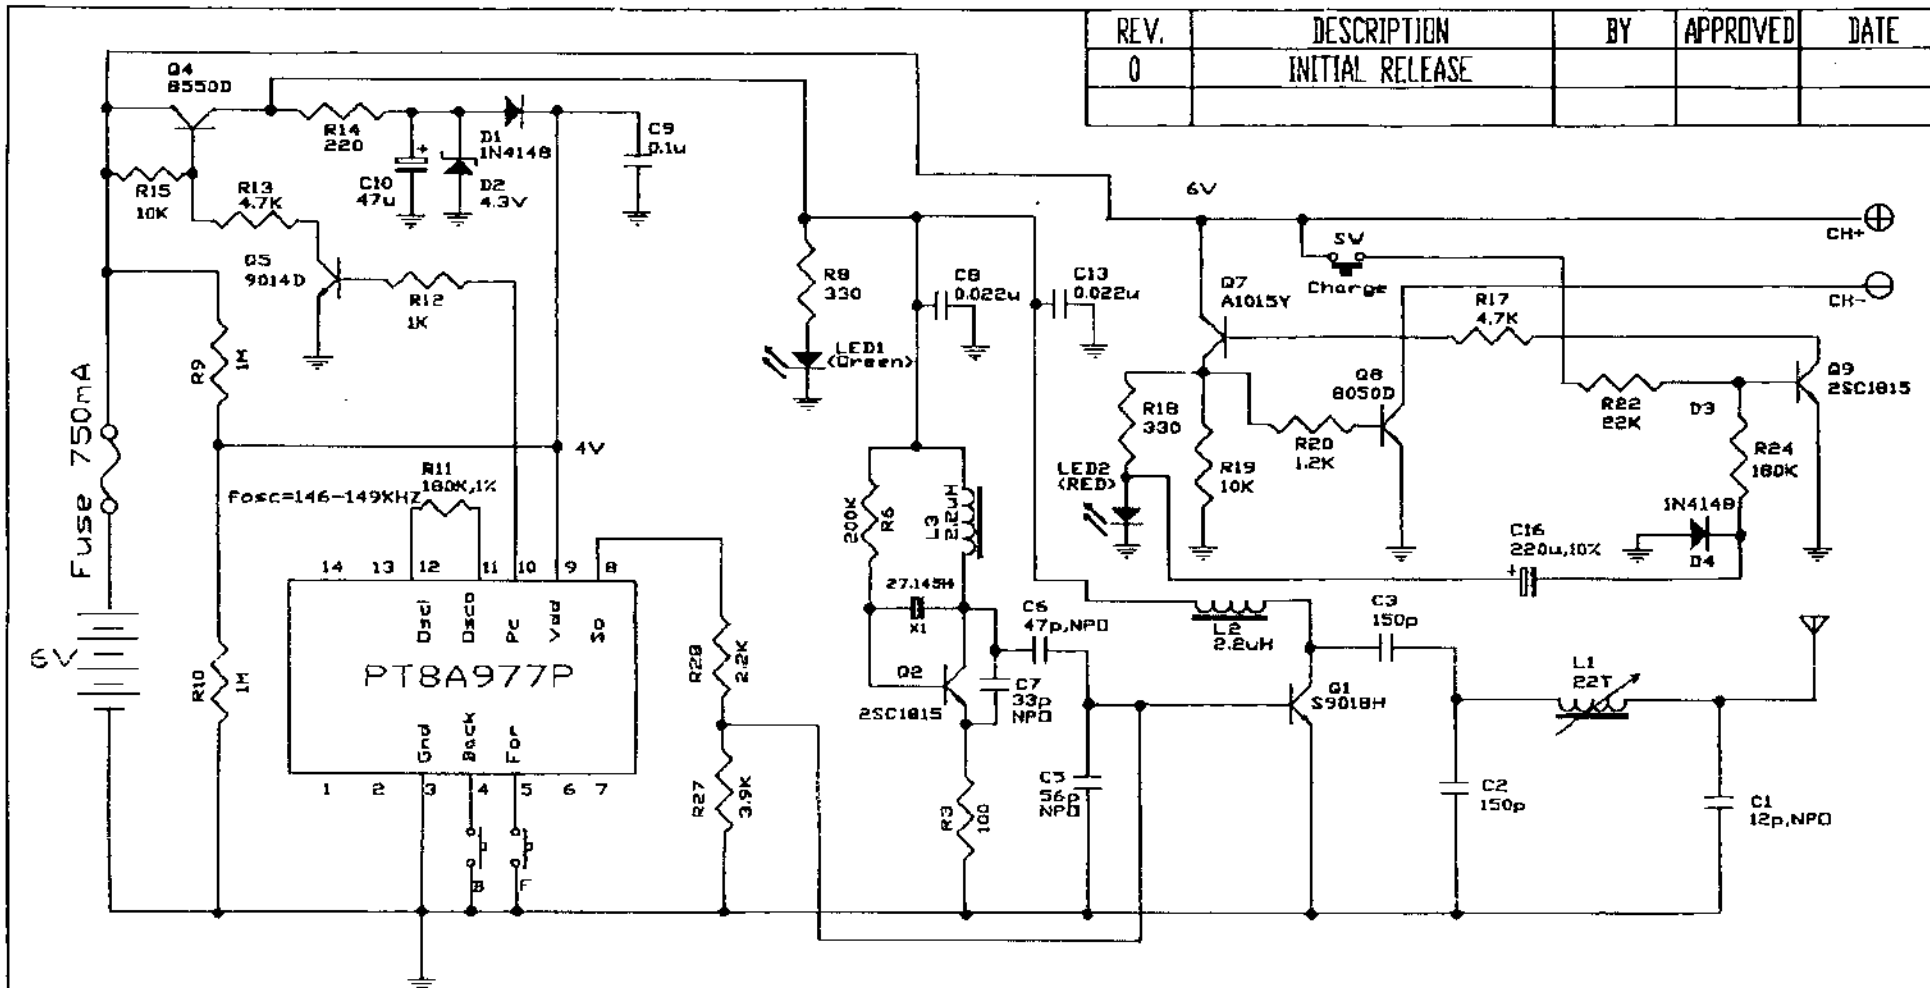 REV. DESCRIPTION BY APPROVED DATE
0 INITIAL RELEASE
Q4
8550D
R14
220
D1
1N4148
C9
0.1u
C10
47u
D2
4.3V
R15
10K
R13
4.7K
Q5
9014D
R12
1K
R9
1M
Fuse 750mA
6V
R8
330
LED1
(Green)
C8
0.022u
C13
0.022u
6V
SW
Charge
CH+
CH-
Q7
A1015Y
R17
4.7K
Q9
2SC1815
Q8
8050D
R18
330
R20
1.2K
R22
22K
D3
R19
10K
LED2
(RED)
R24
180K
1N4148
D4
C16
220u,10%
4V
R11
180K,1%
Fosc=146-149KHZ
14 13 12 11 10 9 8
Osci Osco Pc Vdd So
PT8A977P
Gnd Back For
1 2 3 4 5 6 7
B F
R10
1M
R28
2.2K
R27
3.9K
200K
R6
L3
2.2uH
27.145M
X1
Q2
2SC1815
C6
47p,NPO
C7
33p
NPO
C5
56p
NPO
R3
100
L2
2.2uH
Q1
S9018H
C3
150p
C2
150p
L1
22T
C1
12p,NPO